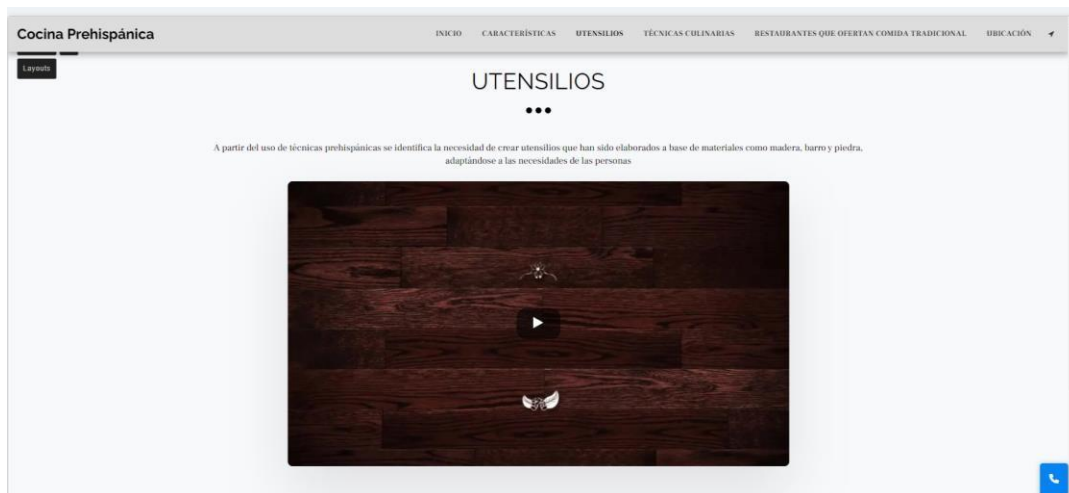 Cocina Prehispánica
INICIO CARACTERÍSTICAS UTENSILIOS TÉCNICAS CULINARIAS RESTAURANTES QUE OFERTAN COMIDA TRADICIONAL UBICACIÓN
Layouts
UTENSILIOS
A partir del uso de técnicas prehispánicas se identifica la necesidad de crear utensilios que han sido elaborados a base de materiales como madera, barro y piedra,
adaptándose a las necesidades de las personas